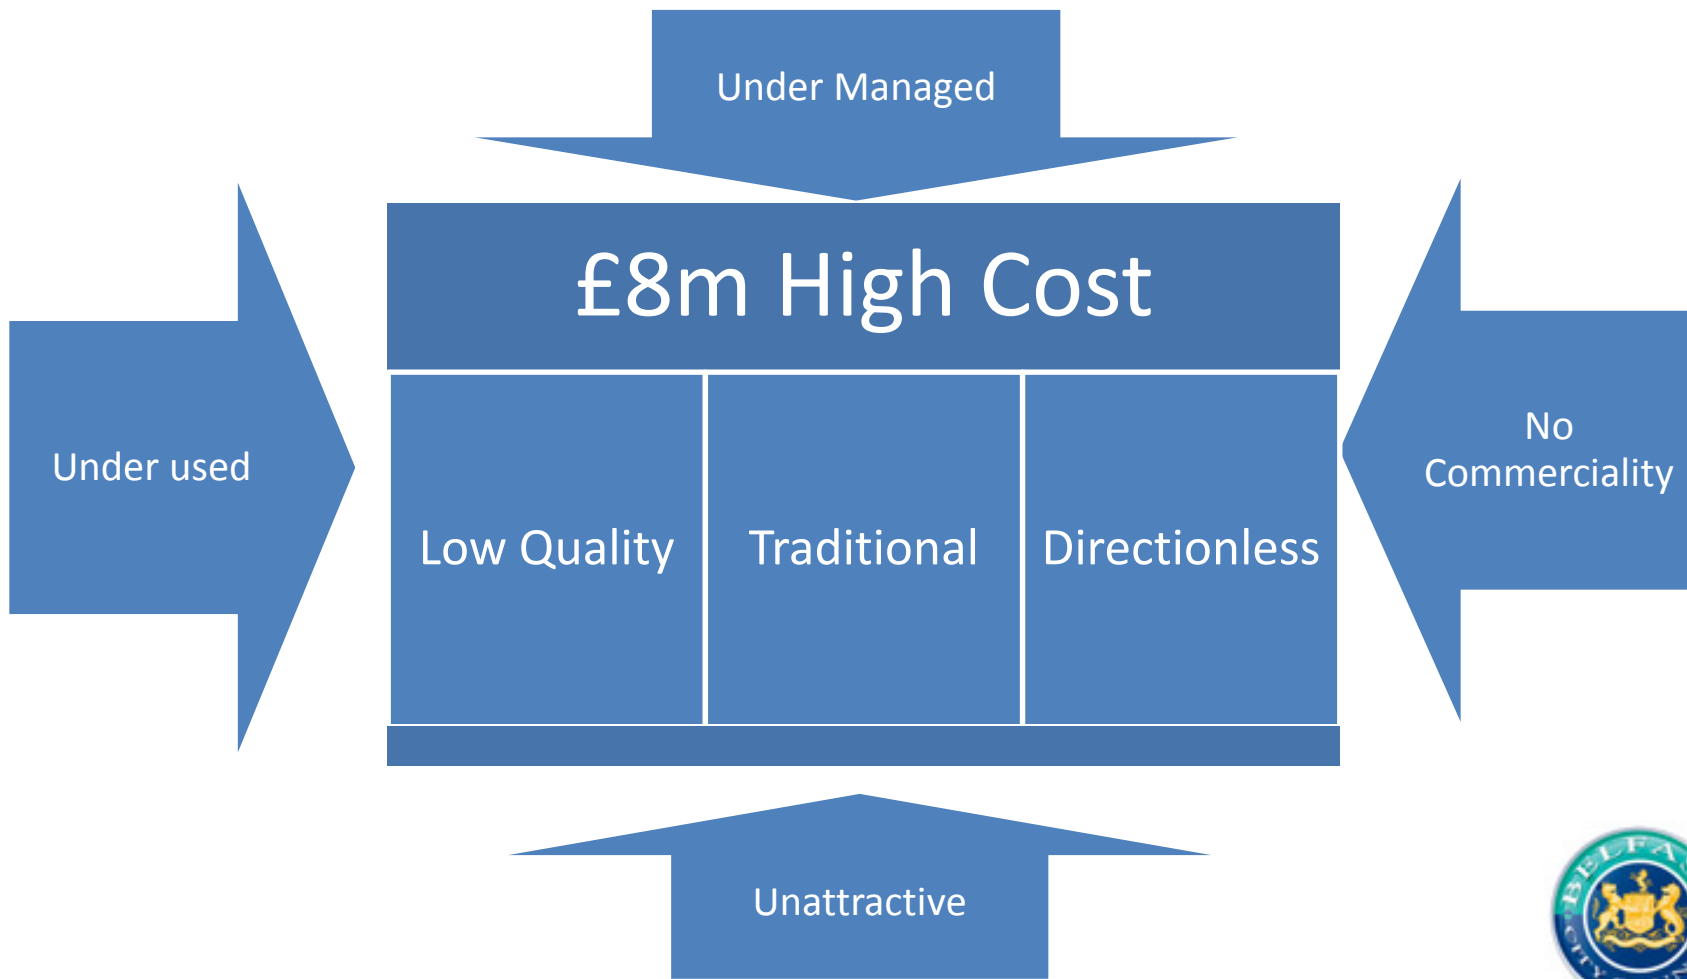 Under Managed
£8m High Cost
Under used
No
Commerciality
Low Quality
Traditional
Directionless
Unattractive